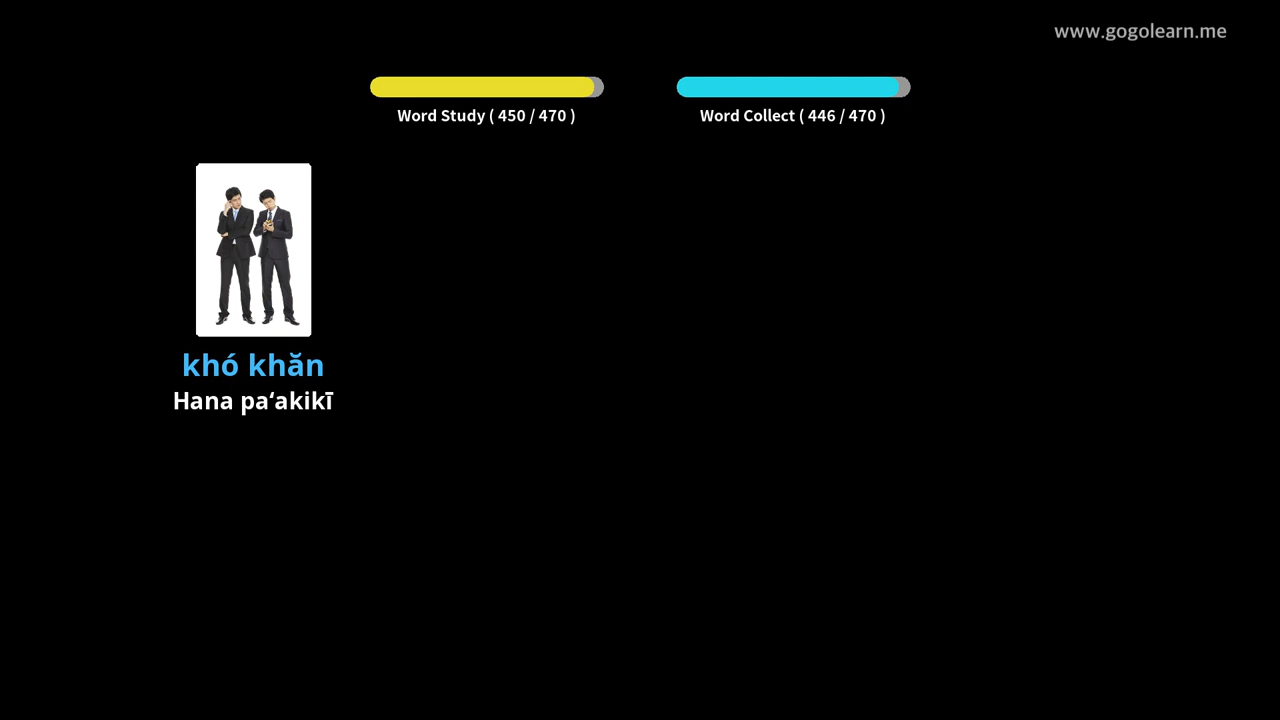 www.gogolearn.me
Word Study ( 450 / 470 )
Word Collect ( 446 / 470 )
khó khăn
Hana paʻakikī